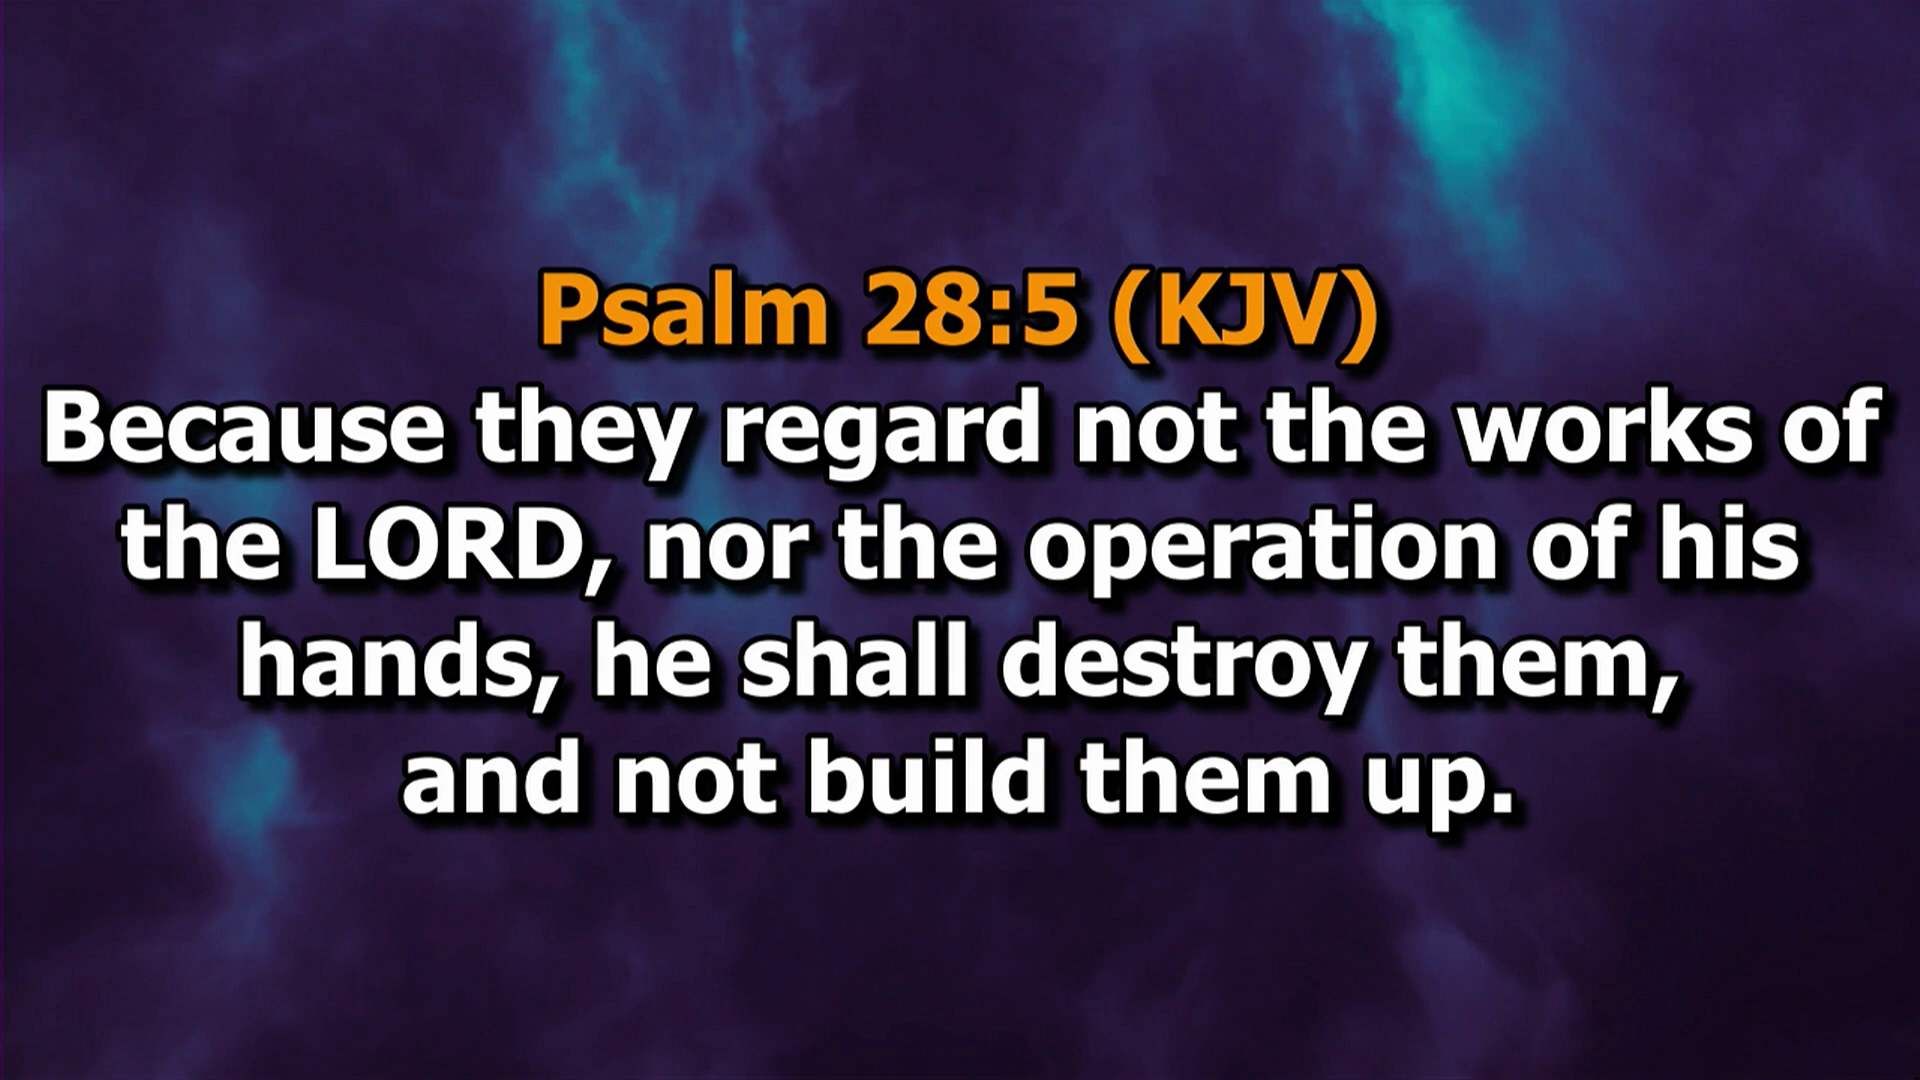 Psalm 28:5 (KJV)
Because they regard not the works of
the LORD, nor the operation of his
hands, he shall destroy them,
and not build them up.